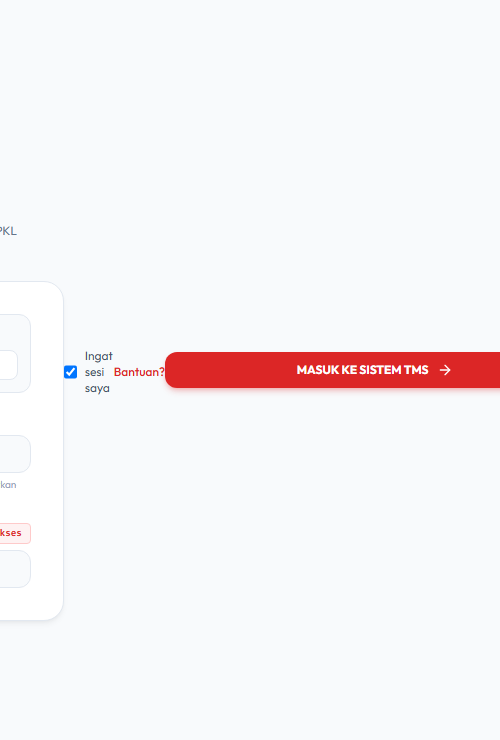 PKL
Ingat
sesi
saya
Bantuan?
MASUK KE SISTEM TMS
kan
kses